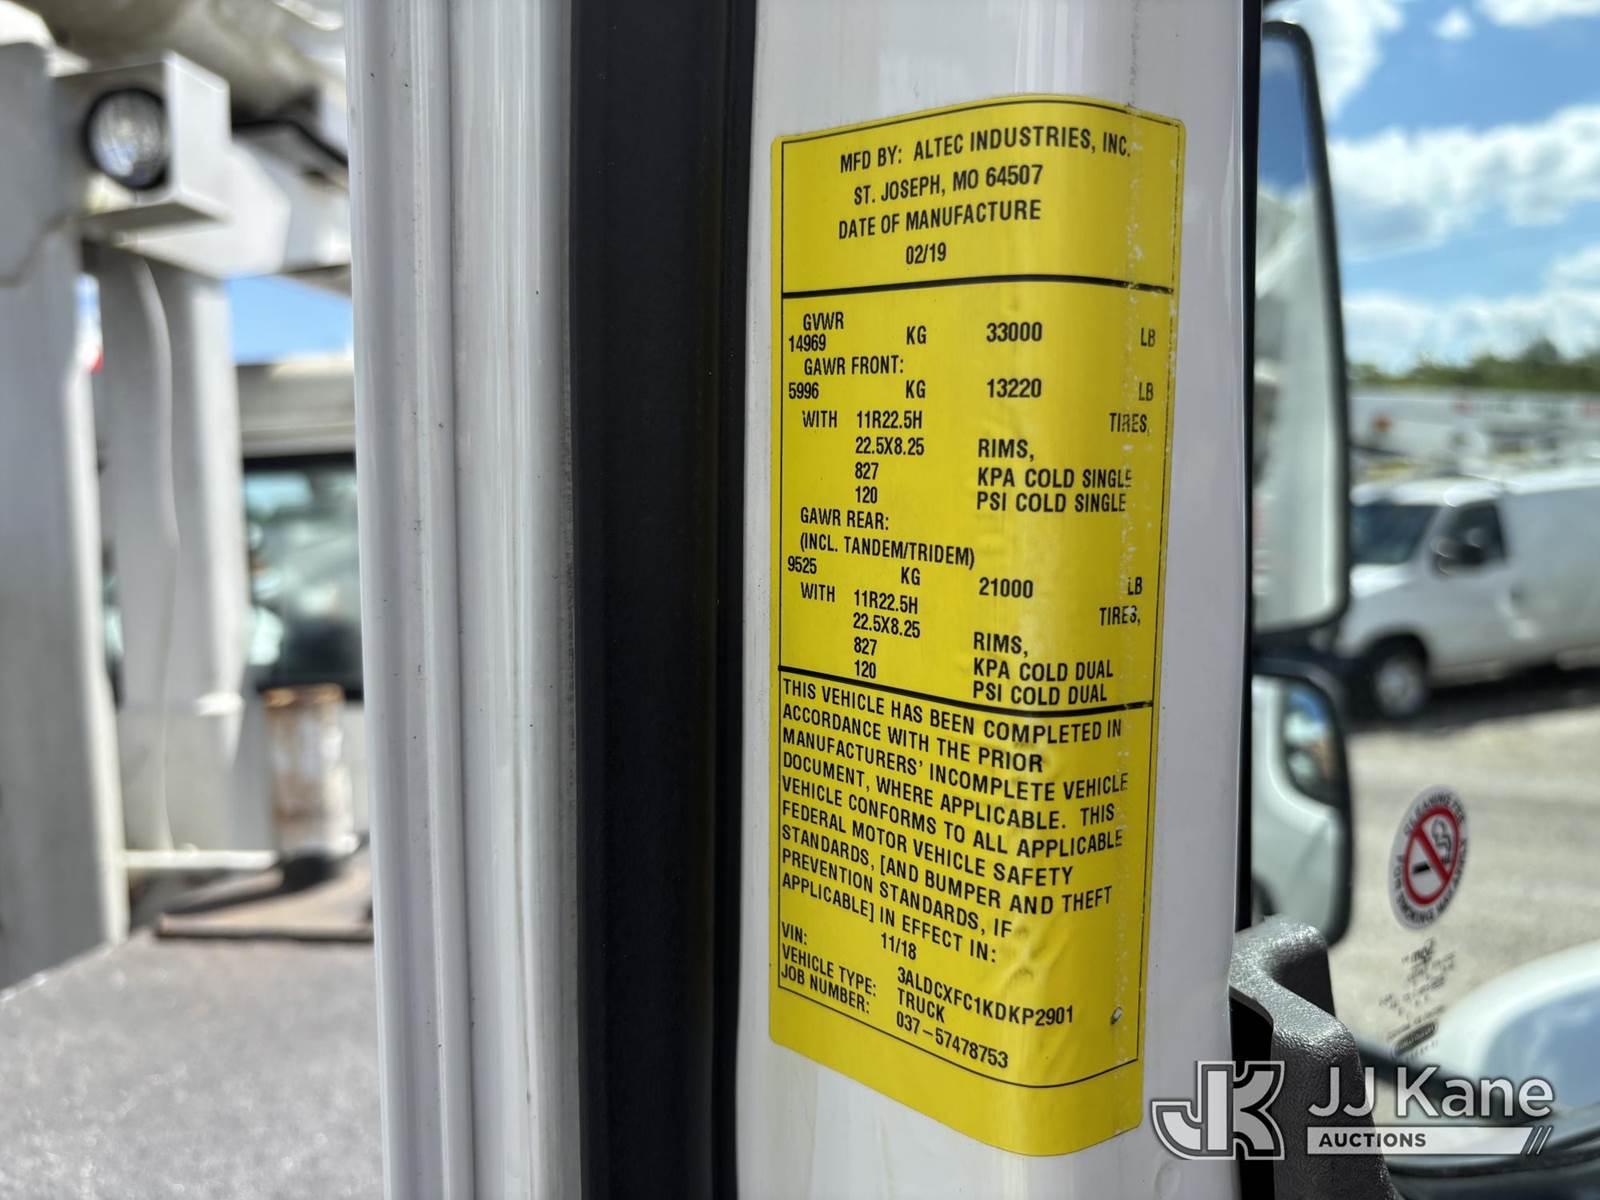 MFD BY: ALTEC INDUSTRIES, INC.
ST. JOSEPH, MO 64507
DATE OF MANUFACTURE
02/19
GVWR
14969 KG 33000 LB
GAWR FRONT:
5996 KG 13220 LB
WITH 11R22.5H TIRES,
22.5X8.25 RIMS,
827 KPA COLD SINGLE
120 PSI COLD SINGLE
GAWR REAR:
(INCL. TANDEM/TRIDEM)
9525 KG 21000 LB
WITH 11R22.5H TIRES,
22.5X8.25 RIMS,
827 KPA COLD DUAL
120 PSI COLD DUAL
THIS VEHICLE HAS BEEN COMPLETED IN
ACCORDANCE WITH THE PRIOR
MANUFACTURERS' INCOMPLETE VEHICLE
DOCUMENT, WHERE APPLICABLE. THIS
VEHICLE CONFORMS TO ALL APPLICABLE
FEDERAL MOTOR VEHICLE SAFETY
STANDARDS, [AND BUMPER AND THEFT
PREVENTION STANDARDS, IF
APPLICABLE] IN EFFECT IN:
11/18
VIN: 3ALDCXFC1KDKP2901
VEHICLE TYPE: TRUCK
JOB NUMBER: 037-57478753
JK JJ Kane
AUCTIONS